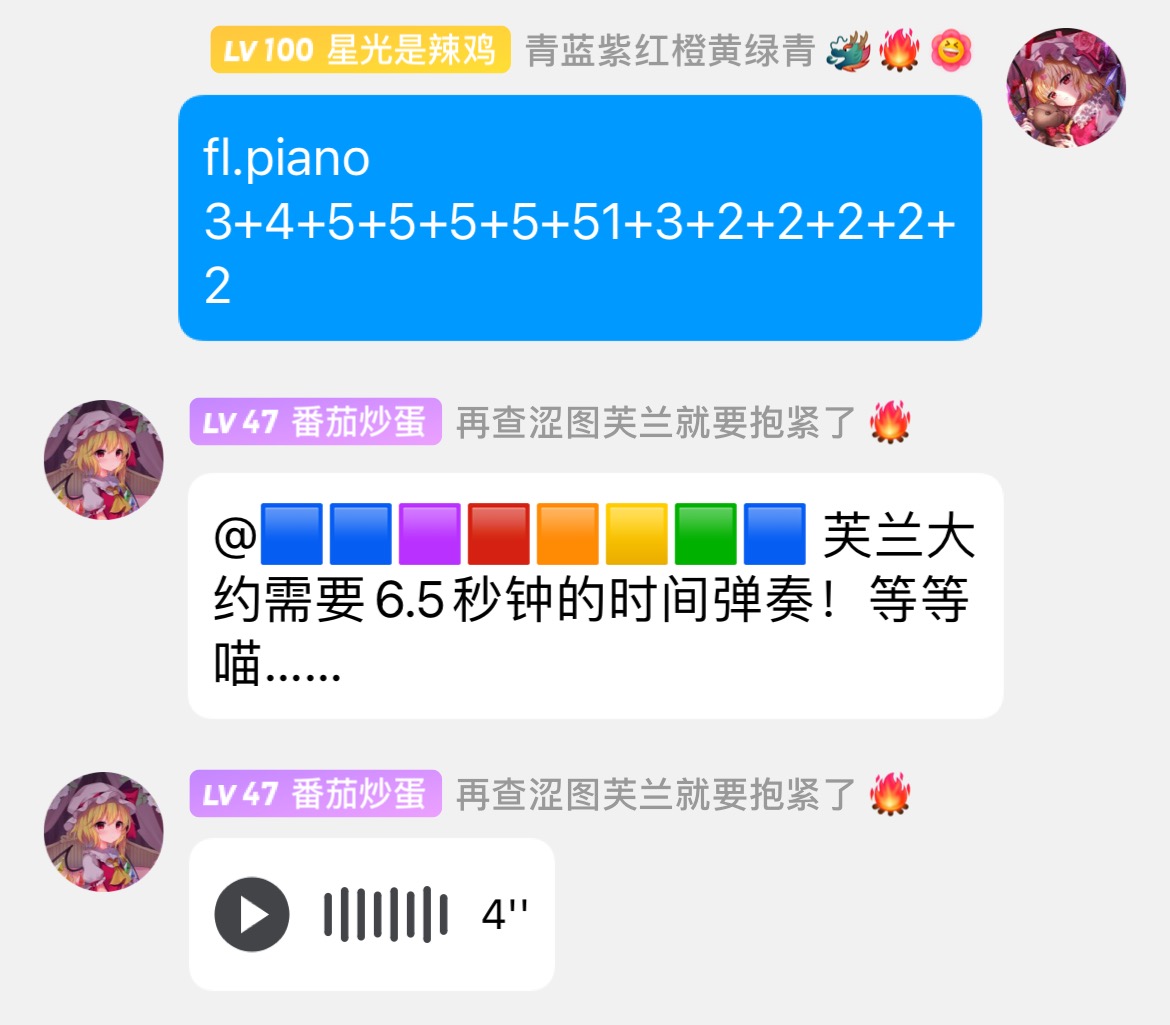 LV 100 星光是辣鸡 青蓝紫红橙黄绿青🐉🔥
fl.piano
3+4+5+5+5+5+51+3+2+2+2+2+
2
LV 47 番茄炒蛋 再查涩图芙兰就要抱紧了🔥
@🟦🟦🟪🟥🟧🟨🟩🟦 芙兰大
约需要6.5秒钟的时间弹奏！等等
喵……
LV 47 番茄炒蛋 再查涩图芙兰就要抱紧了🔥
4''